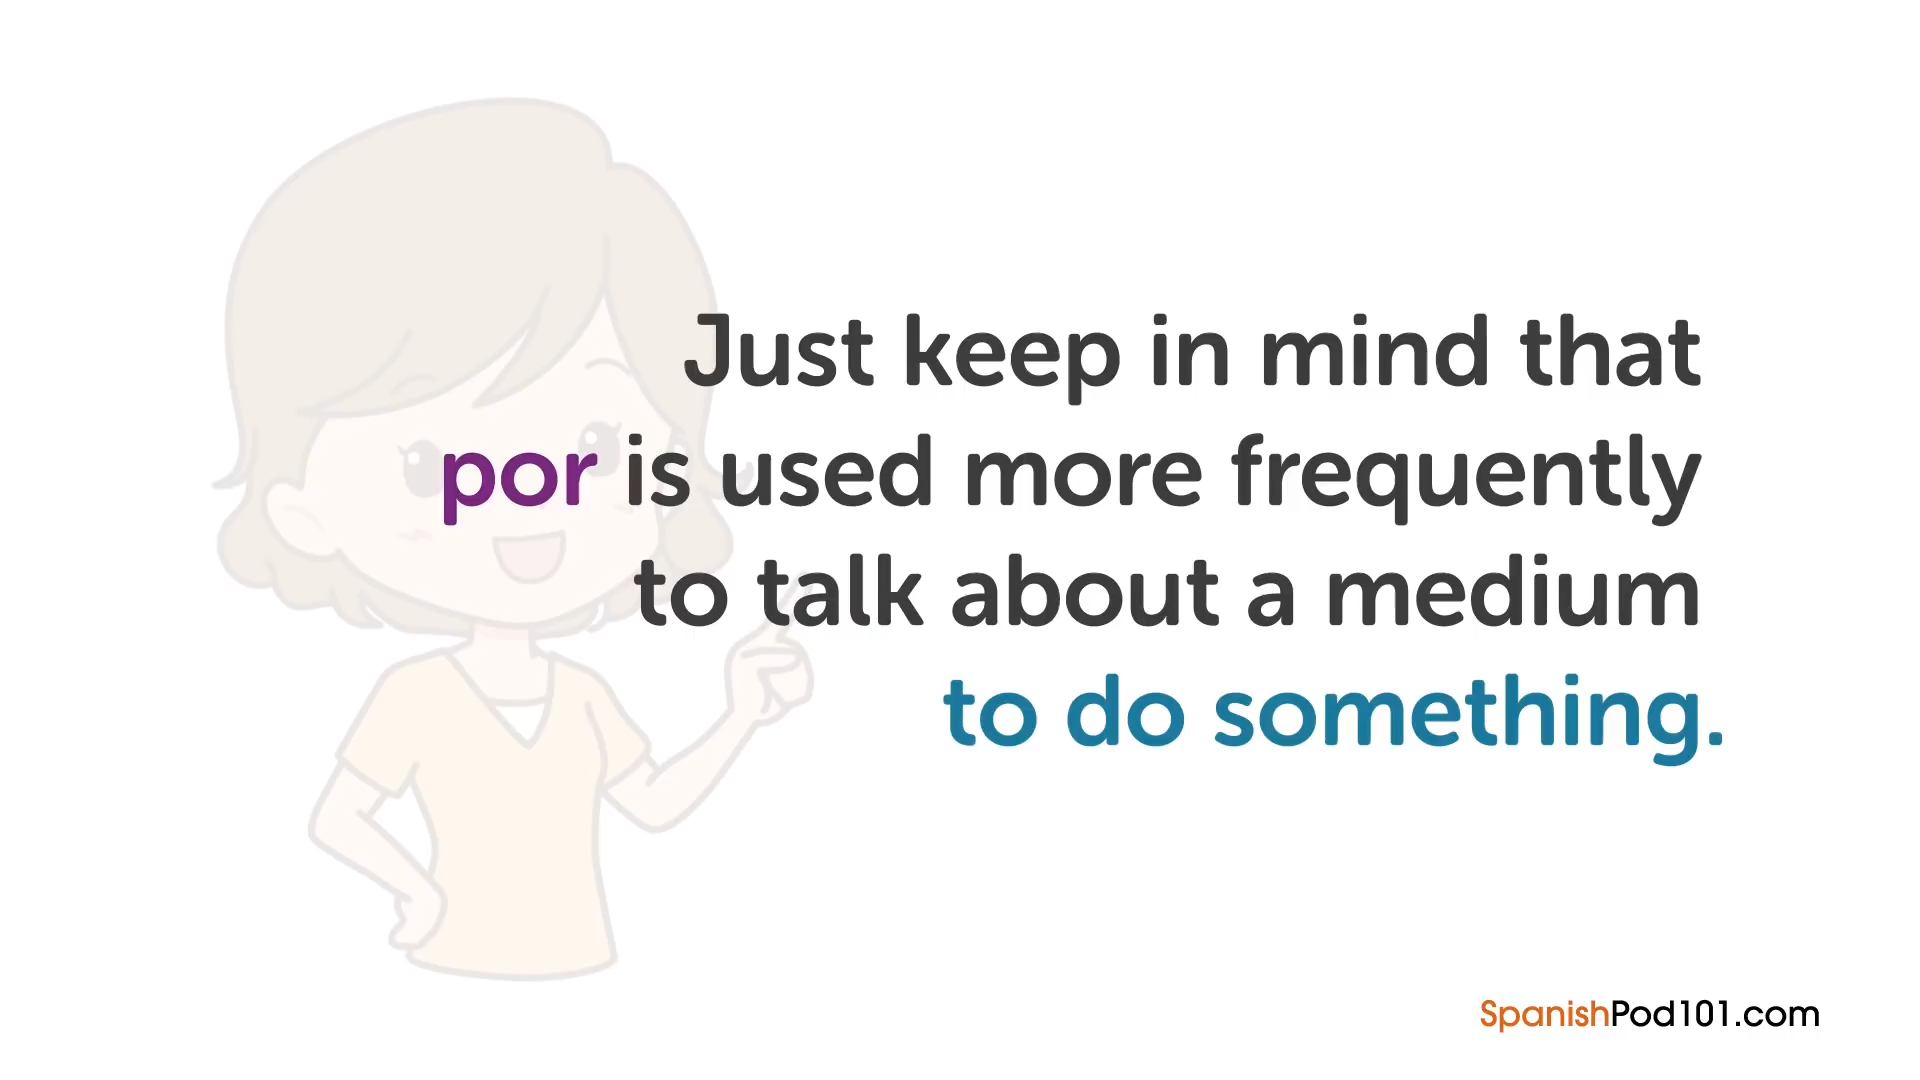 Just keep in mind that
por is used more frequently
to talk about a medium
to do something.
SpanishPod101.com